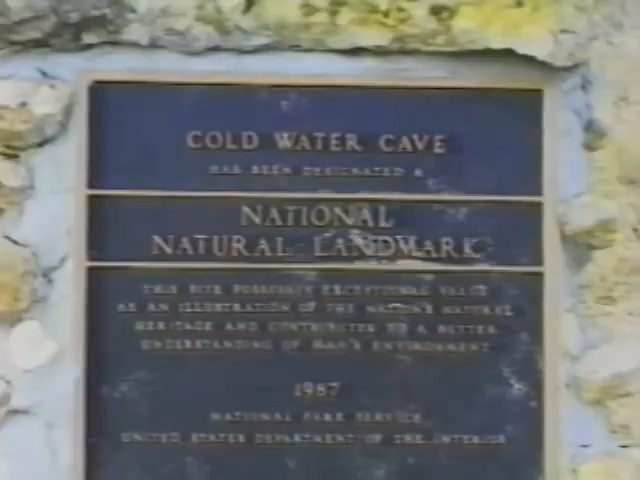 COLD WATER CAVE
HAS BEEN DESIGNATED A
NATIONAL
NATURAL LANDMARK
THIS SITE POSSESSES EXCEPTIONAL VALUE
AS AN ILLUSTRATION OF THE NATION'S NATURAL
HERITAGE AND CONTRIBUTES TO A BETTER
UNDERSTANDING OF MAN'S ENVIRONMENT
1987
NATIONAL PARK SERVICE
UNITED STATES DEPARTMENT OF THE INTERIOR